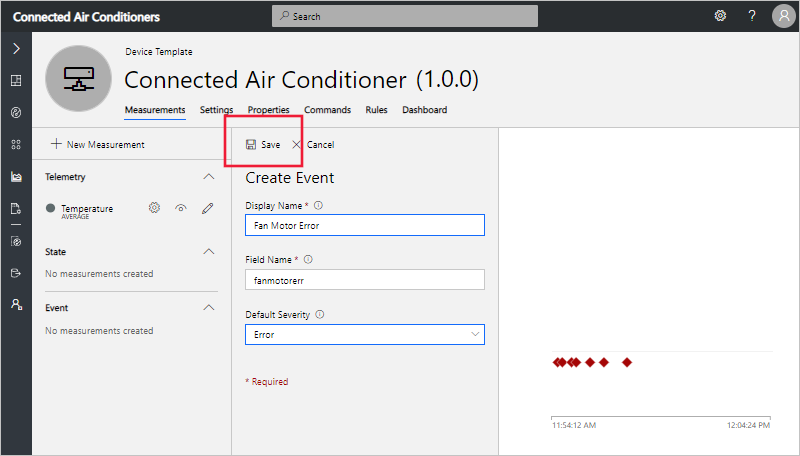 Connected Air Conditioners
Search
?
Device Template
Connected Air Conditioner (1.0.0)
Measurements Settings Properties Commands Rules Dashboard
+ New Measurement
Save
Cancel
Telemetry
Temperature
AVERAGE
State
No measurements created
Event
No measurements created
Create Event
Display Name *
Fan Motor Error
Field Name *
fanmotorerr
Default Severity
Error
* Required
11:54:12 AM
12:04:24 PM